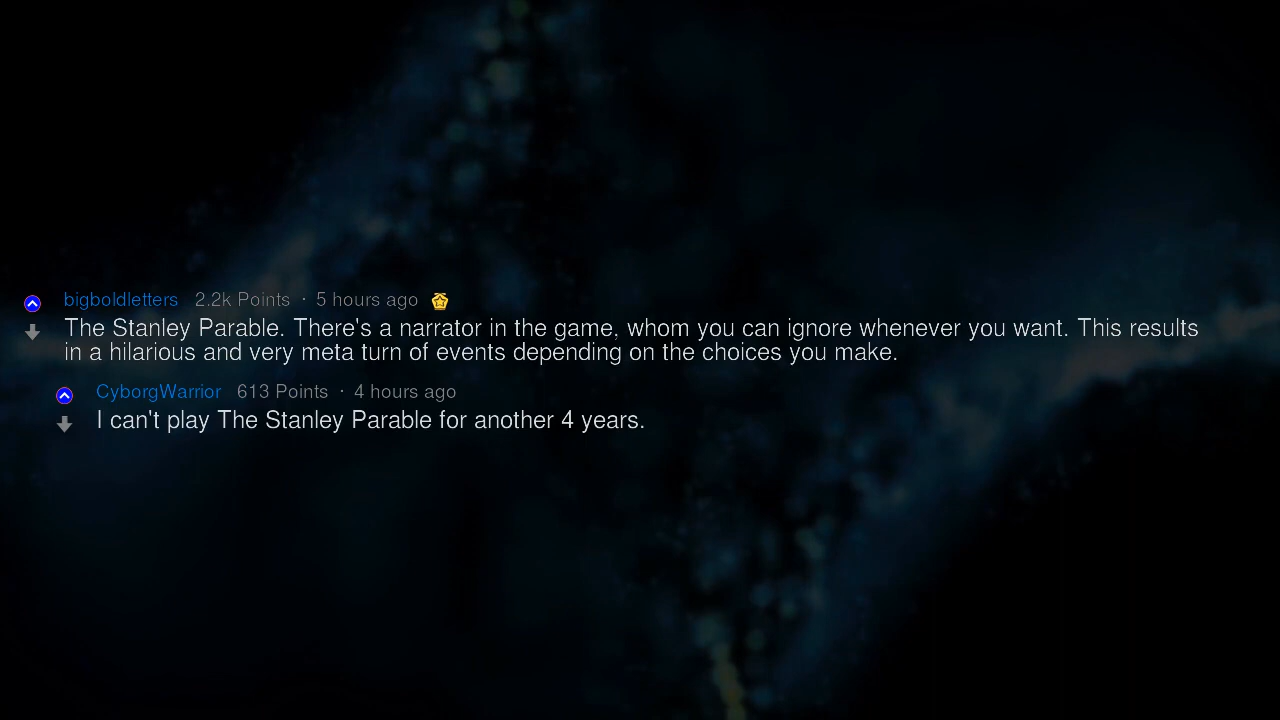 bigboldletters 2.2k Points · 5 hours ago
The Stanley Parable. There's a narrator in the game, whom you can ignore whenever you want. This results
in a hilarious and very meta turn of events depending on the choices you make.
CyborgWarrior 613 Points · 4 hours ago
I can't play The Stanley Parable for another 4 years.